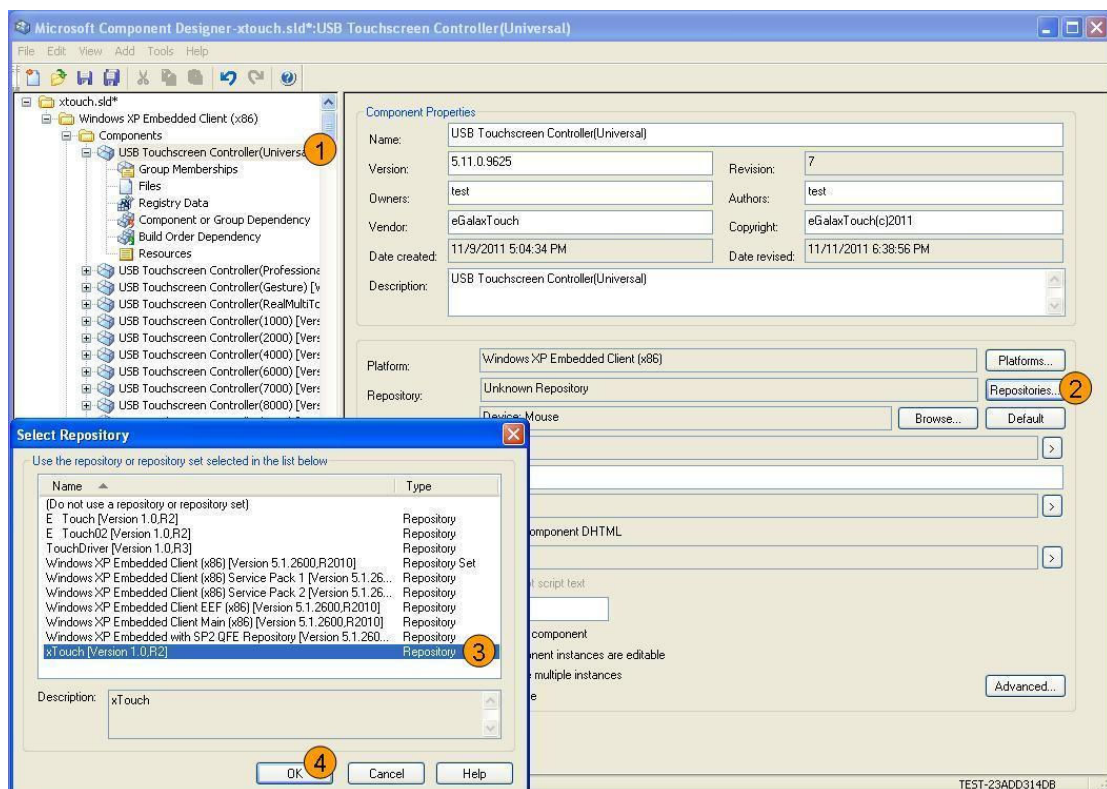 Microsoft Component Designer-xtouch.sld*:USB Touchscreen Controller(Universal)
File Edit View Add Tools Help
xtouch.sld*
Windows XP Embedded Client (x86)
Components
USB Touchscreen Controller(Universa
1
Group Memberships
Files
Registry Data
Component or Group Dependency
Build Order Dependency
Resources
USB Touchscreen Controller(Professiona
USB Touchscreen Controller(Gesture) [V
USB Touchscreen Controller(RealMultiTo
USB Touchscreen Controller(1000) [Vers
USB Touchscreen Controller(2000) [Vers
USB Touchscreen Controller(4000) [Vers
USB Touchscreen Controller(6000) [Vers
USB Touchscreen Controller(7000) [Vers
USB Touchscreen Controller(8000) [Vers
Component Properties
Name: USB Touchscreen Controller(Universal)
Version: 5.11.0.9625 Revision: 7
Owners: test Authors: test
Vendor: eGalaxTouch Copyright: eGalaxTouch(c)2011
Date created: 11/9/2011 5:04:34 PM Date revised: 11/11/2011 6:38:56 PM
Description: USB Touchscreen Controller(Universal)
Platform: Windows XP Embedded Client (x86) Platforms...
Repository: Unknown Repository Repositories... 2
Device: Mouse Browse... Default
>
>
omponent DHTML
>
t script text
component
nent instances are editable
multiple instances
e
Advanced...
Select Repository
Use the repository or repository set selected in the list below
Name Type
(Do not use a repository or repository set)
E Touch [Version 1.0,R2] Repository
E Touch02 [Version 1.0,R2] Repository
TouchDriver [Version 1.0,R3] Repository
Windows XP Embedded Client (x86) [Version 5.1.2600,R2010] Repository Set
Windows XP Embedded Client (x86) Service Pack 1 [Version 5.1.26... Repository
Windows XP Embedded Client (x86) Service Pack 2 [Version 5.1.26... Repository
Windows XP Embedded Client EEF (x86) [Version 5.1.2600,R2010] Repository
Windows XP Embedded Client Main (x86) [Version 5.1.2600,R2010] Repository
Windows XP Embedded with SP2 QFE Repository [Version 5.1.260... Repository
xTouch [Version 1.0,R2] Repository 3
Description: xTouch
OK 4 Cancel Help
TEST-23ADD314DB